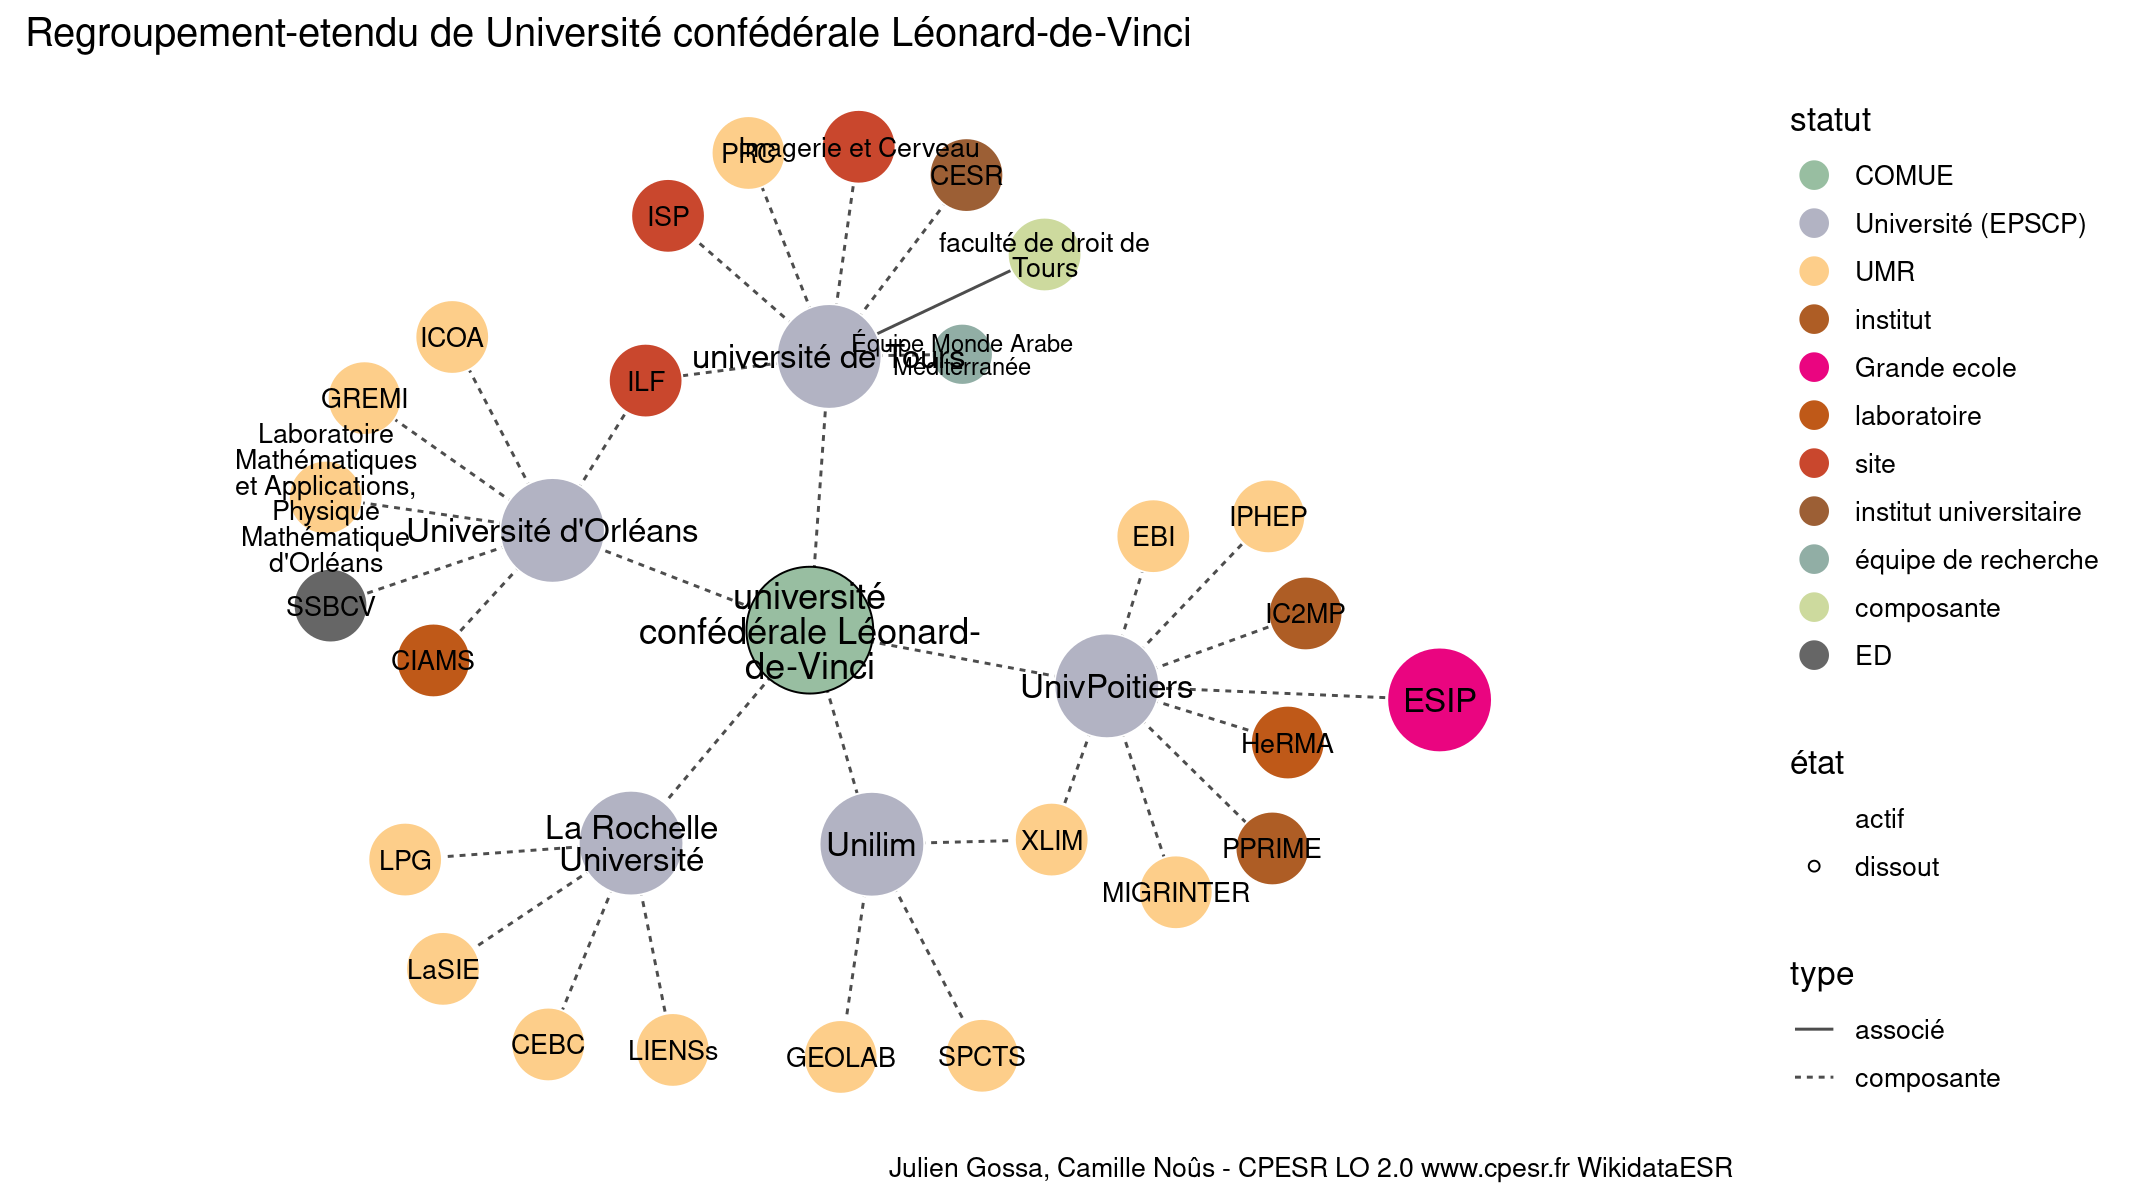 Regroupement-etendu de Université confédérale Léonard-de-Vinci
PRC
Imagerie et Cerveau
CESR
ISP
faculté de droit de
Tours
ICOA
université de Tours
Équipe Monde Arabe
Méditerranée
ILF
GREMI
Laboratoire
Mathématiques
et Applications,
Physique
Mathématique
d'Orléans
Université d'Orléans
SSBCV
CIAMS
université
confédérale Léonard-
de-Vinci
EBI
IPHEP
IC2MP
UnivPoitiers
ESIP
HeRMA
PPRIME
MIGRINTER
XLIM
Unilim
La Rochelle
Université
LPG
LaSIE
CEBC
LIENSs
GEOLAB
SPCTS
statut
COMUE
Université (EPSCP)
UMR
institut
Grande ecole
laboratoire
site
institut universitaire
équipe de recherche
composante
ED
état
actif
dissout
type
associé
composante
Julien Gossa, Camille Noûs - CPESR LO 2.0 www.cpesr.fr WikidataESR